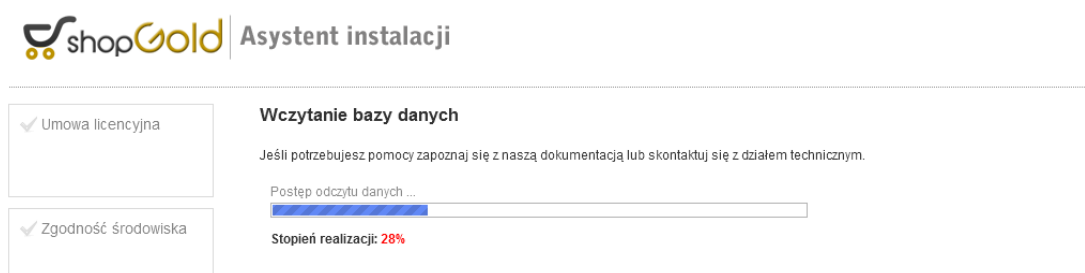 shopGold Asystent instalacji
Umowa licencyjna
Zgodność środowiska
Wczytanie bazy danych
Jeśli potrzebujesz pomocy zapoznaj się z naszą dokumentacją lub skontaktuj się z działem technicznym.
Postęp odczytu danych ...
Stopień realizacji: 28%